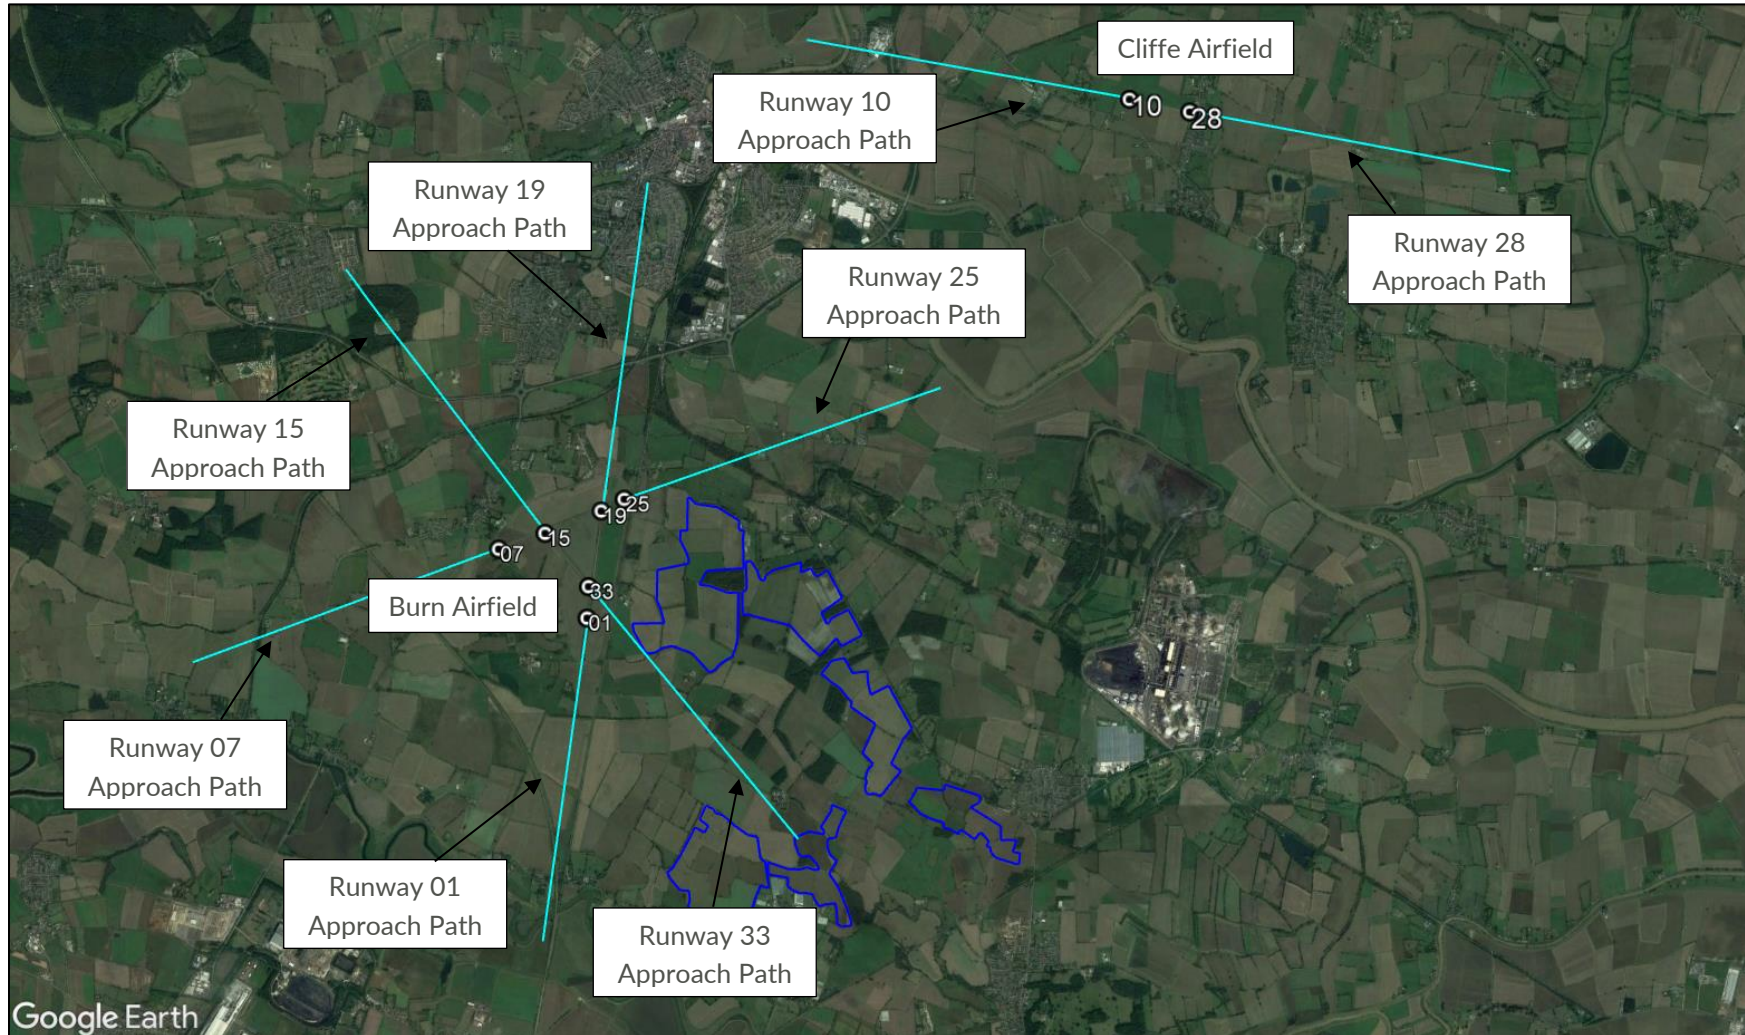 Cliffe Airfield
Runway 10
Approach Path
10
28
Runway 19
Approach Path
Runway 28
Approach Path
Runway 25
Approach Path
Runway 15
Approach Path
25
19
15
07
33
01
Burn Airfield
Runway 07
Approach Path
Runway 01
Approach Path
Runway 33
Approach Path
Google Earth